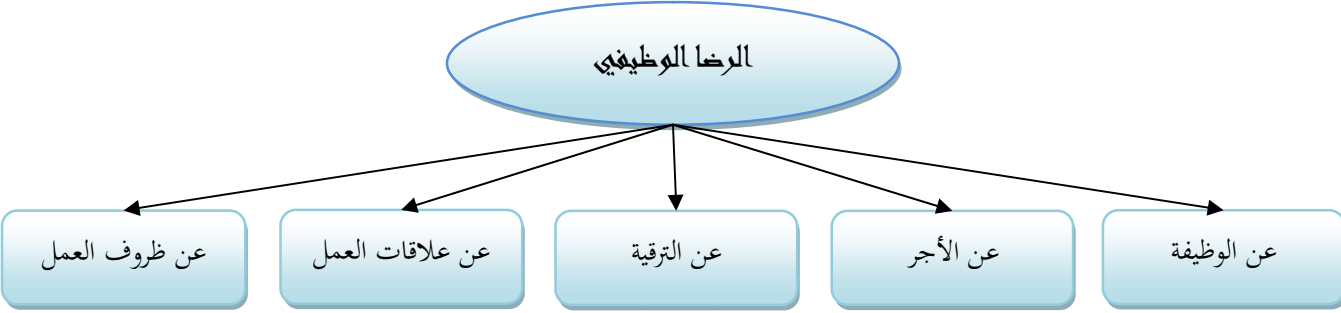 الرضا الوظيفي
عن الوظيفة
عن الأجر
عن الترقية
عن علاقات العمل
عن ظروف العمل